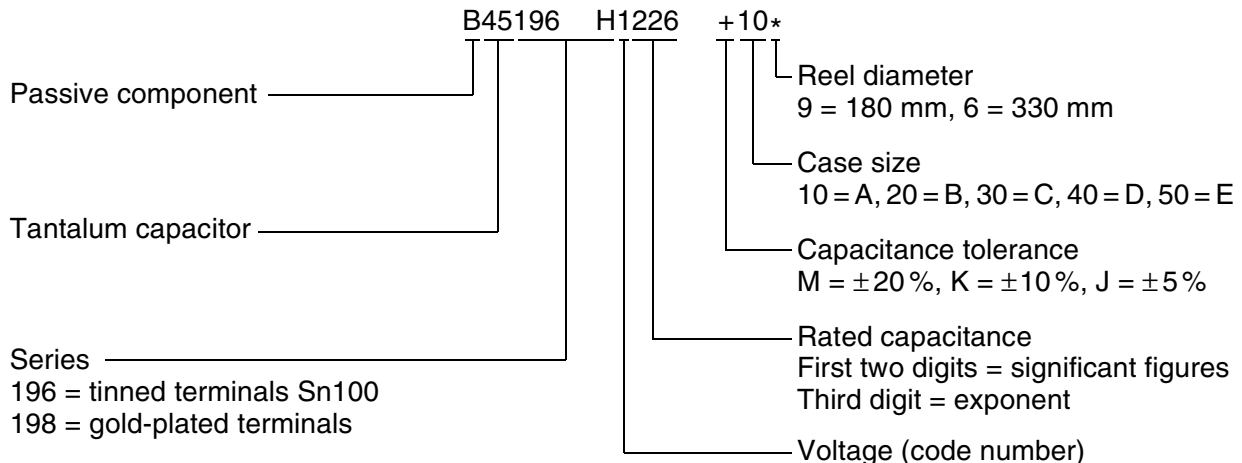 B45196 H1226 +10*
Passive component
Tantalum capacitor
Series
196 = tinned terminals Sn100
198 = gold-plated terminals
Reel diameter
9 = 180 mm, 6 = 330 mm
Case size
10 = A, 20 = B, 30 = C, 40 = D, 50 = E
Capacitance tolerance
M = ±20 %, K = ±10 %, J = ±5 %
Rated capacitance
First two digits = significant figures
Third digit = exponent
Voltage (code number)